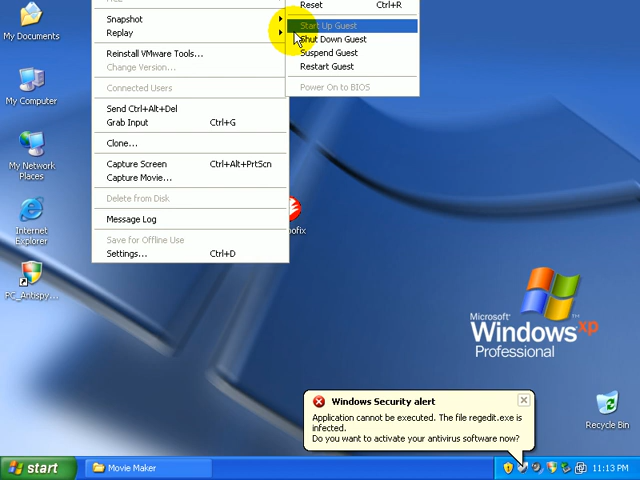 Reset Ctrl+R
Snapshot
Start Up Guest
Replay
Shut Down Guest
My Documents
Reinstall VMware Tools...
Suspend Guest
Change Version...
Restart Guest
Connected Users
Power On to BIOS
My Computer
Send Ctrl+Alt+Del
Grab Input Ctrl+G
Clone...
Capture Screen Ctrl+Alt+PrtScn
Capture Movie...
My Network
Places
Delete from Disk
Message Log
Internet
Explorer
Save for Offline Use
Settings... Ctrl+D
PC_Antispy...
Microsoft
Windows xp
Professional
Windows Security alert
Application cannot be executed. The file regedit.exe is
infected.
Do you want to activate your antivirus software now?
Recycle Bin
start
Movie Maker
11:13 PM